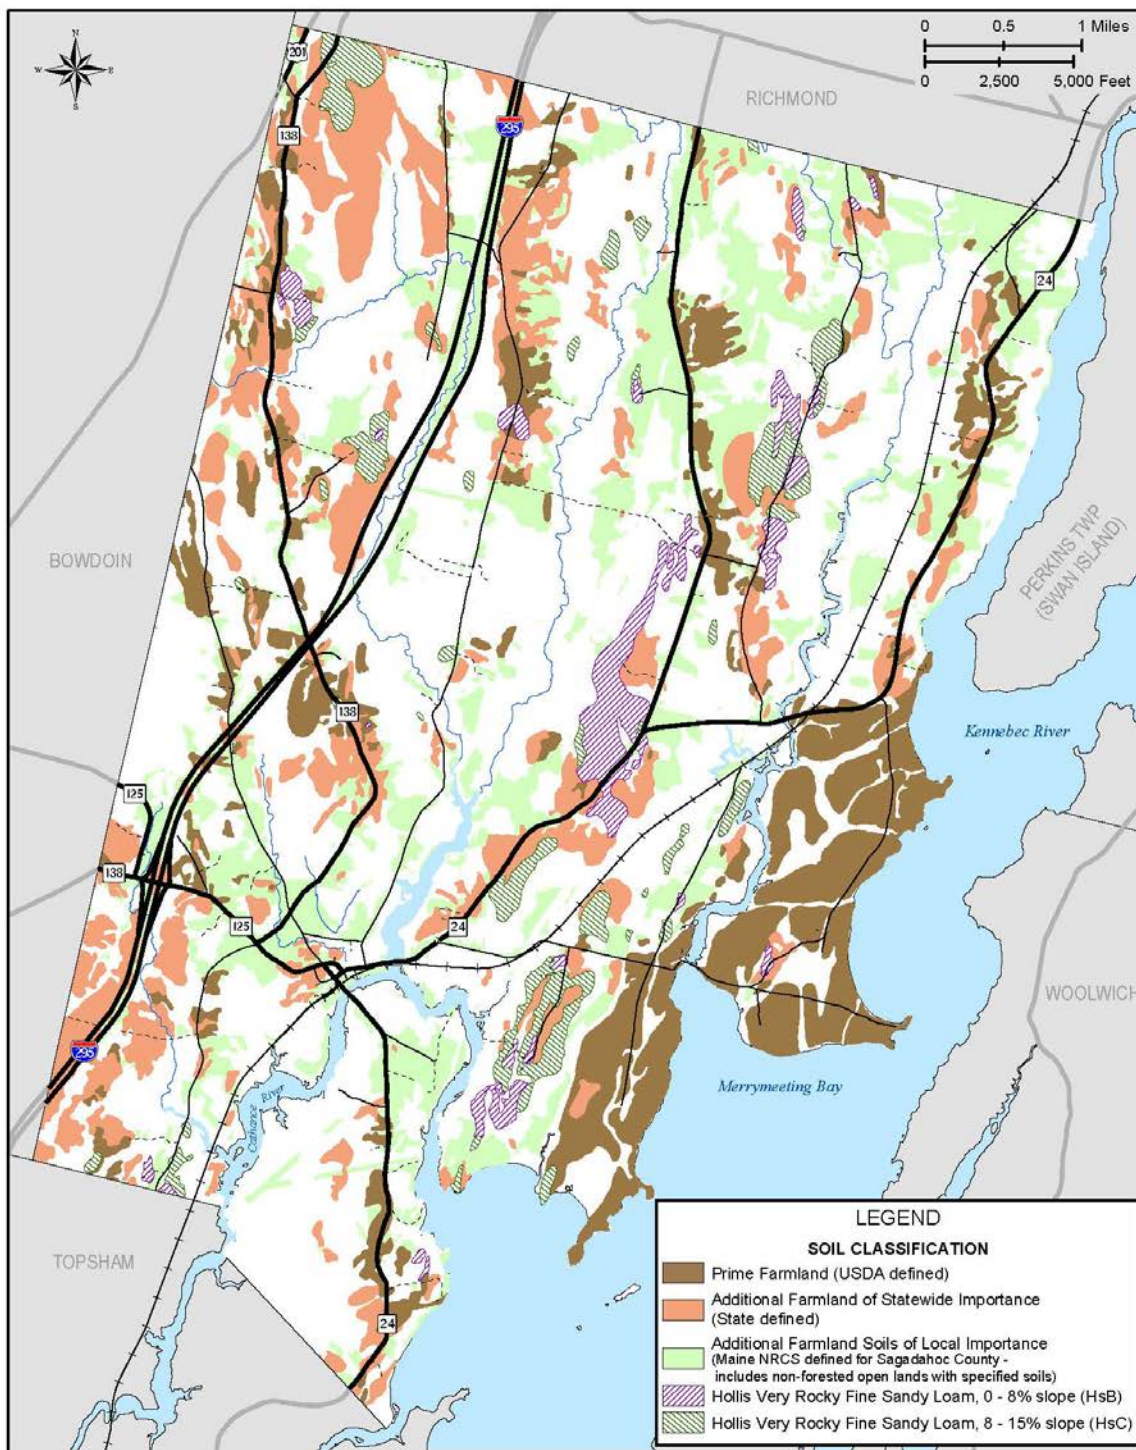 0 0.5 1 Miles
0 2,500 5,000 Feet
N
W E
S
201
RICHMOND
295
138
24
BOWDOIN
PERKINS TWP
(SWAN ISLAND)
138
Kennebec River
125
138
125
24
WOOLWICH
295
Merrymeeting Bay
Cathance River
TOPSHAM
24
LEGEND
SOIL CLASSIFICATION
Prime Farmland (USDA defined)
Additional Farmland of Statewide Importance
(State defined)
Additional Farmland Soils of Local Importance
(Maine NRCS defined for Sagadahoc County -
includes non-forested open lands with specified soils)
Hollis Very Rocky Fine Sandy Loam, 0 - 8% slope (HsB)
Hollis Very Rocky Fine Sandy Loam, 8 - 15% slope (HsC)